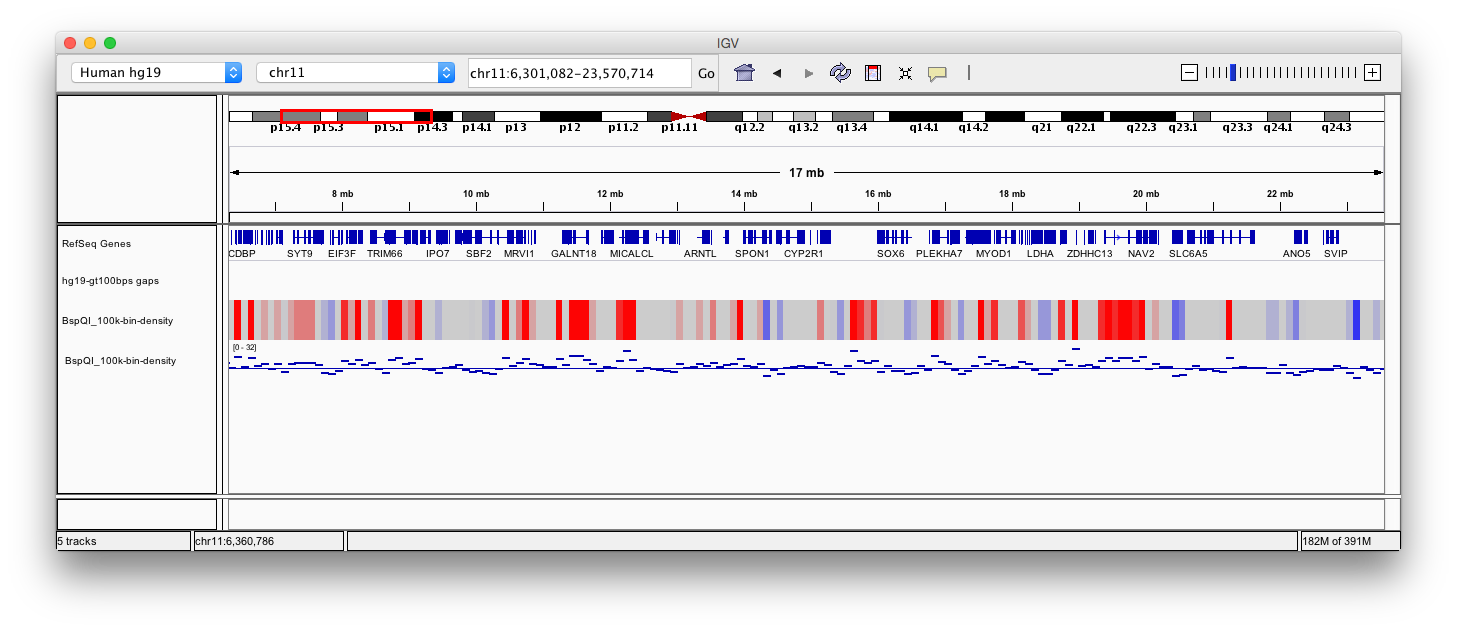 IGV
Human hg19 chr11 chr11:6,301,082-23,570,714 Go
p15.4 p15.3 p15.1 p14.3 p14.1 p13 p12 p11.2 p11.11 q12.2 q13.2 q13.4 q14.1 q14.2 q21 q22.1 q22.3 q23.1 q23.3 q24.1 q24.3
17 mb
8 mb 10 mb 12 mb 14 mb 16 mb 18 mb 20 mb 22 mb
RefSeq Genes
CDBP SYT9 EIF3F TRIM66 IPO7 SBF2 MRVI1 GALNT18 MICALCL ARNTL SPON1 CYP2R1 SOX6 PLEKHA7 MYOD1 LDHA ZDHHC13 NAV2 SLC6A5 ANO5 SVIP
hg19-gt100bps gaps
BspQI_100k-bin-density
[0 - 32]
BspQI_100k-bin-density
5 tracks chr11:6,360,786 182M of 391M